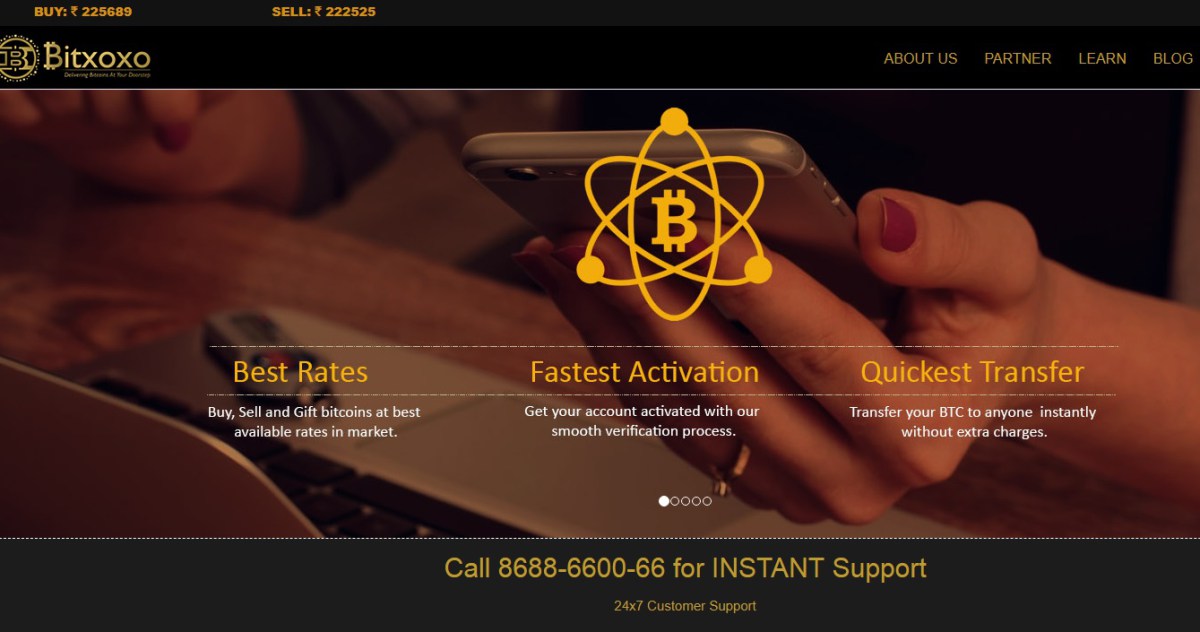 BUY: ₹ 225689 SELL: ₹ 222525
Bitxoxo
Delivering Bitcoins At Your Doorstep
ABOUT US PARTNER LEARN BLOG
Best Rates Fastest Activation Quickest Transfer
Buy, Sell and Gift bitcoins at best
available rates in market.
Get your account activated with our
smooth verification process.
Transfer your BTC to anyone instantly
without extra charges.
Call 8688-6600-66 for INSTANT Support
24x7 Customer Support